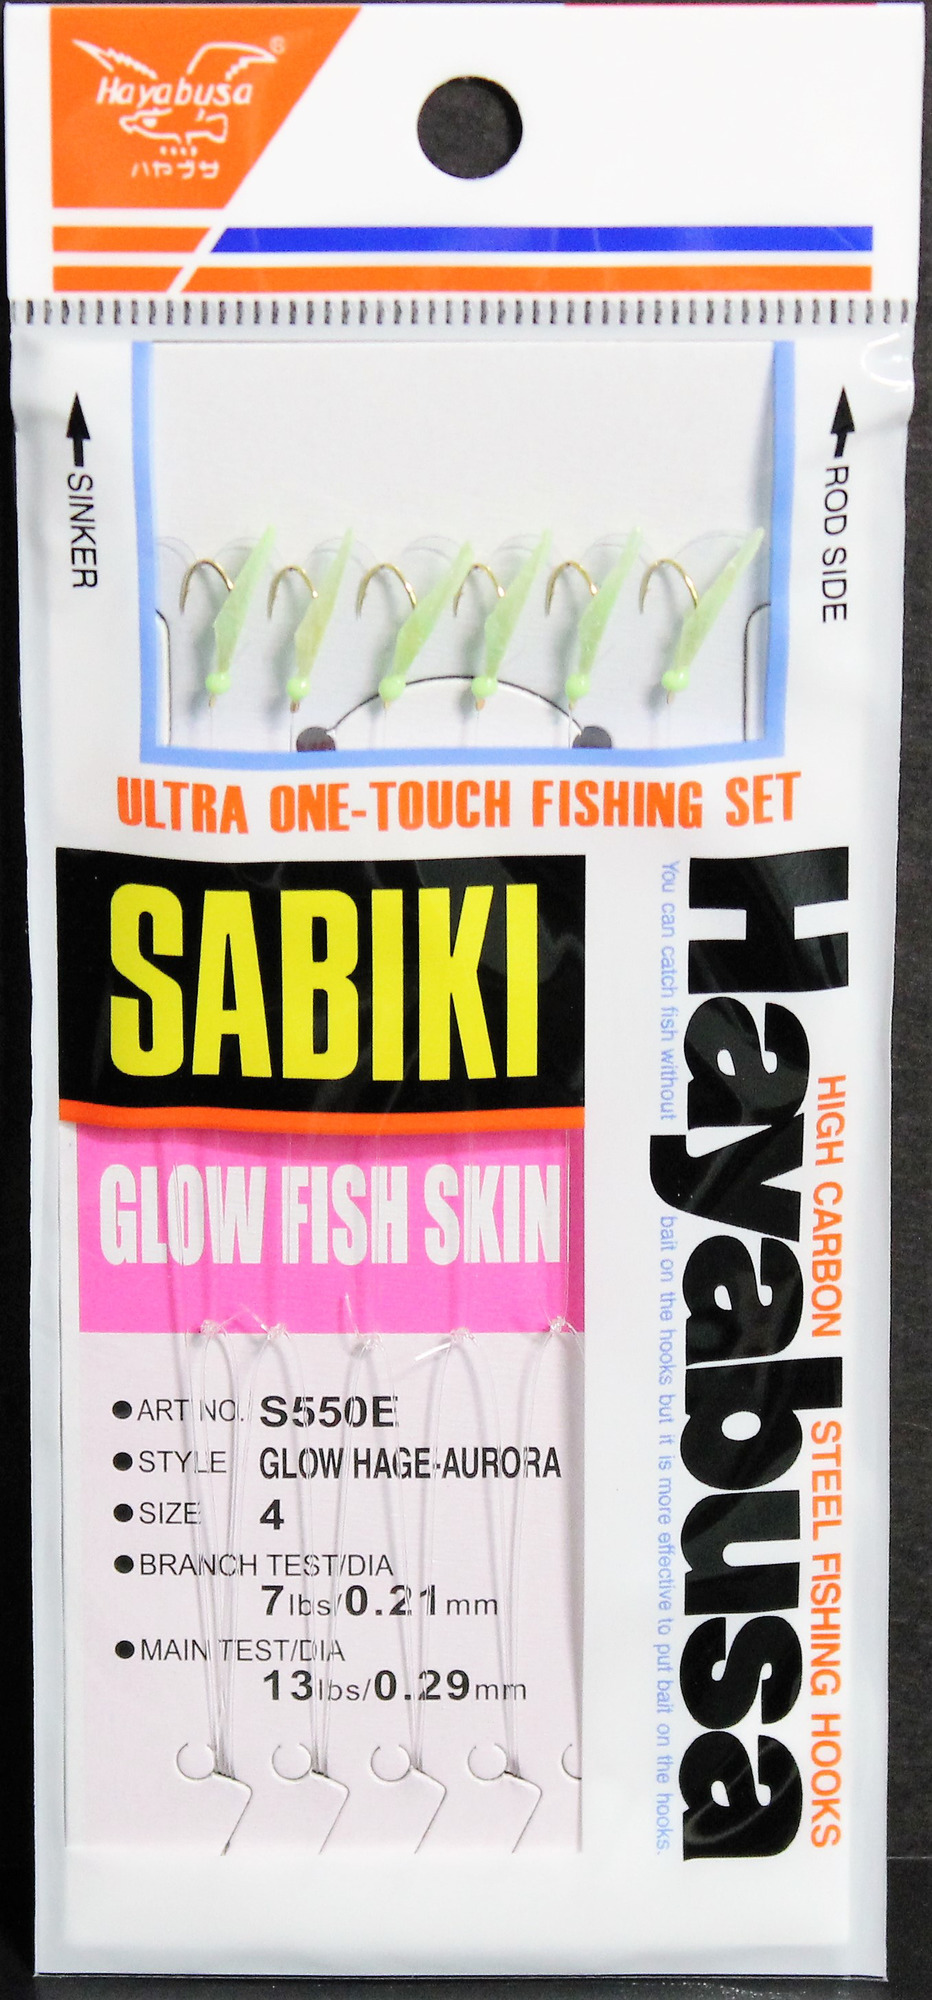 Hayabusa®
ハヤブサ
SINKER
ROD SIDE
ULTRA ONE-TOUCH FISHING SET
SABIKI
GLOW FISH SKIN
●ART NO. S550E
●STYLE GLOW HAGE-AURORA
●SIZE 4
●BRANCH TEST/DIA
7lbs/0.21mm
●MAIN TEST/DIA
13lbs/0.29mm
You can catch fish without bait on the hooks but it is more effective to put bait on the hooks.
Hayabusa
HIGH CARBON STEEL FISHING HOOKS